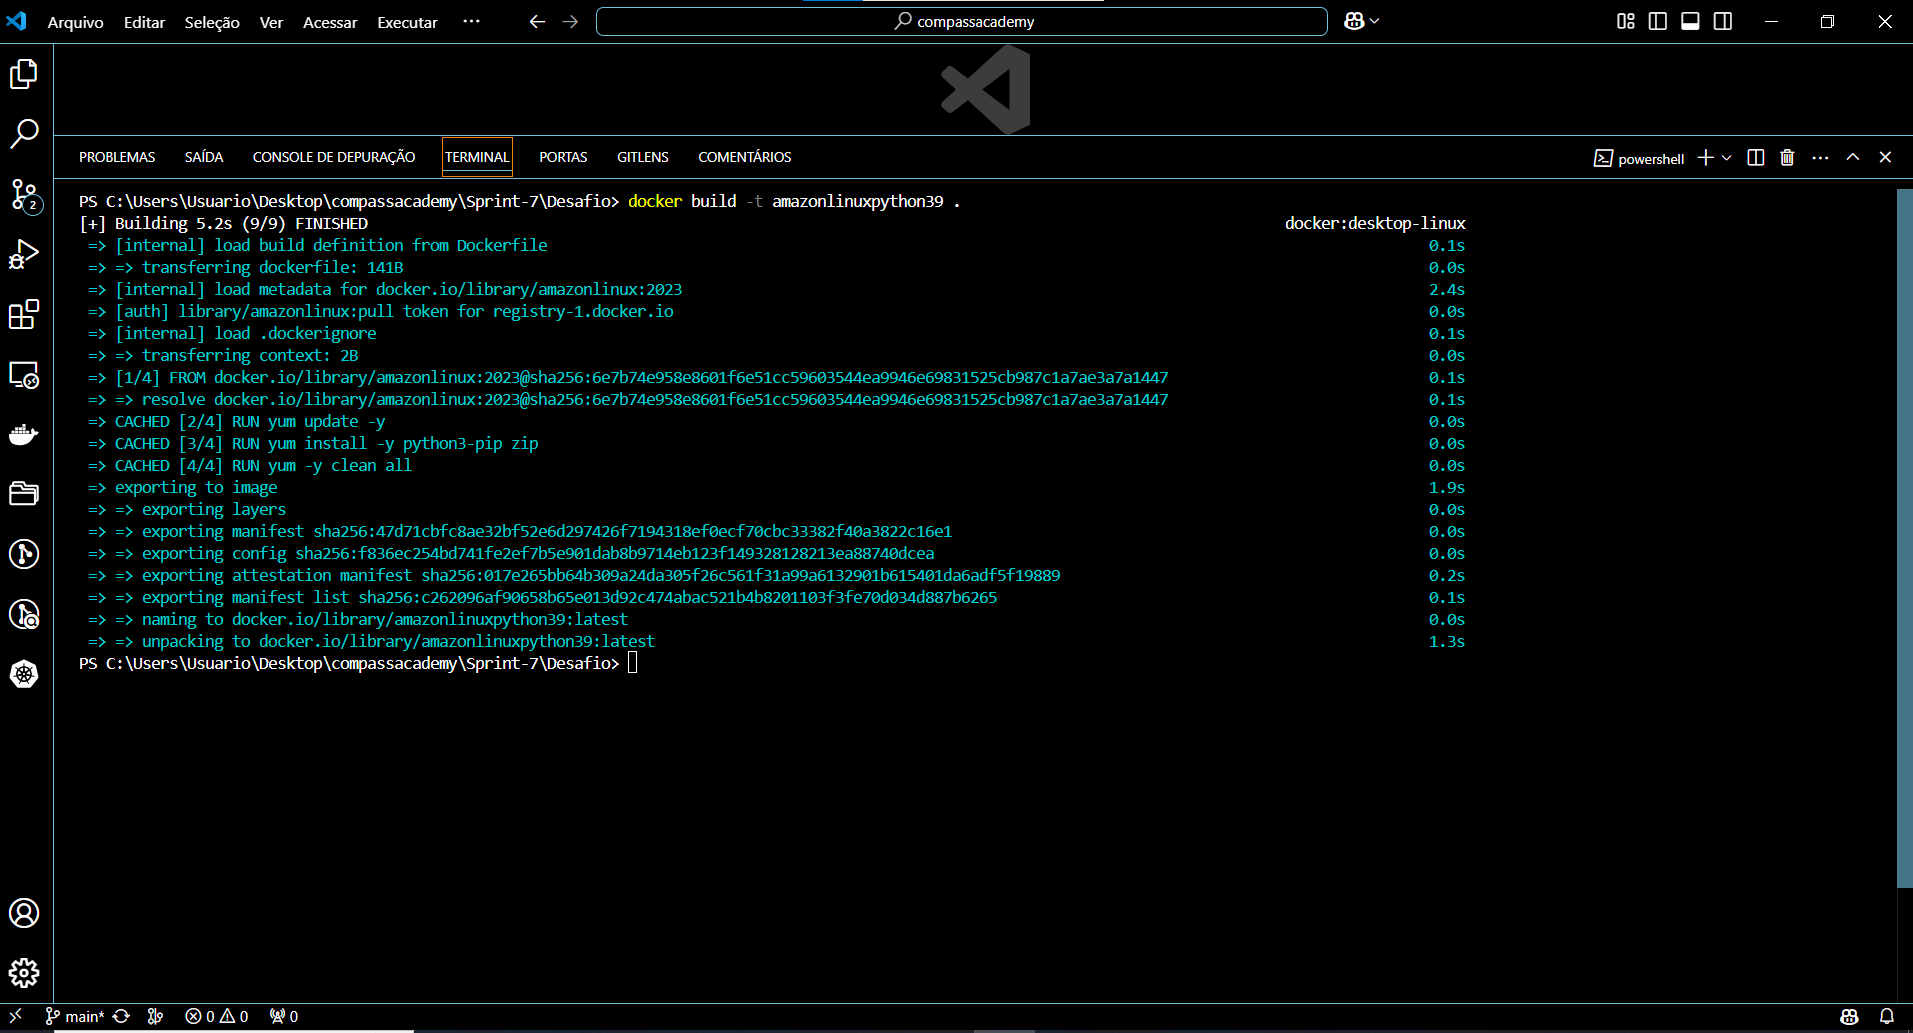 Arquivo Editar Seleção Ver Acessar Executar ··· compassacademy
PROBLEMAS SAÍDA CONSOLE DE DEPURAÇÃO TERMINAL PORTAS GITLENS COMENTÁRIOS powershell
PS C:\Users\Usuario\Desktop\compassacademy\Sprint-7\Desafio> docker build -t amazonlinuxpython39 .
[+] Building 5.2s (9/9) FINISHED docker:desktop-linux
=> [internal] load build definition from Dockerfile 0.1s
=> => transferring dockerfile: 141B 0.0s
=> [internal] load metadata for docker.io/library/amazonlinux:2023 2.4s
=> [auth] library/amazonlinux:pull token for registry-1.docker.io 0.0s
=> [internal] load .dockerignore 0.1s
=> => transferring context: 2B 0.0s
=> [1/4] FROM docker.io/library/amazonlinux:2023@sha256:6e7b74e958e8601f6e51cc59603544ea9946e69831525cb987c1a7ae3a7a1447 0.1s
=> => resolve docker.io/library/amazonlinux:2023@sha256:6e7b74e958e8601f6e51cc59603544ea9946e69831525cb987c1a7ae3a7a1447 0.1s
=> CACHED [2/4] RUN yum update -y 0.0s
=> CACHED [3/4] RUN yum install -y python3-pip zip 0.0s
=> CACHED [4/4] RUN yum -y clean all 0.0s
=> exporting to image 1.9s
=> => exporting layers 0.0s
=> => exporting manifest sha256:47d71cbfc8ae32bf52e6d297426f7194318ef0ecf70cbc33382f40a3822c16e1 0.0s
=> => exporting config sha256:f836ec254bd741fe2ef7b5e901dab8b9714eb123f149328128213ea88740dcea 0.0s
=> => exporting attestation manifest sha256:017e265bb64b309a24da305f26c561f31a99a6132901b615401da6adf5f19889 0.2s
=> => exporting manifest list sha256:c262096af90658b65e013d92c474abac521b4b8201103f3fe70d034d887b6265 0.1s
=> => naming to docker.io/library/amazonlinuxpython39:latest 0.0s
=> => unpacking to docker.io/library/amazonlinuxpython39:latest 1.3s
PS C:\Users\Usuario\Desktop\compassacademy\Sprint-7\Desafio>
2
main* 0 0 0